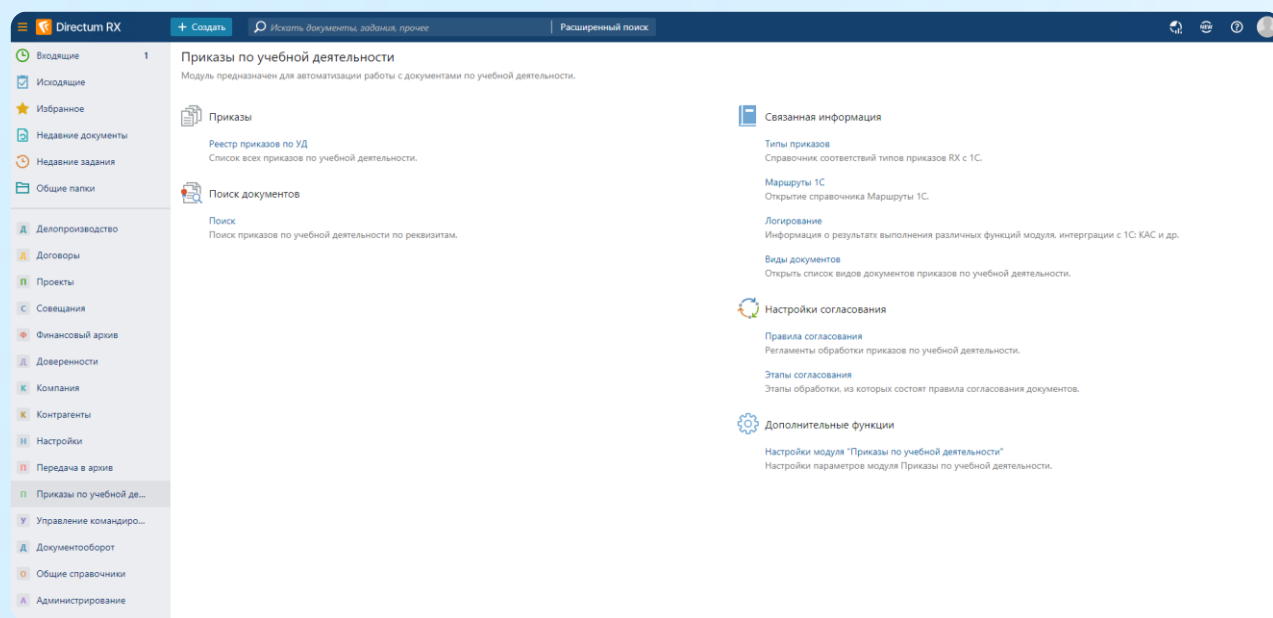 Directum RX
+ Создать
Искать документы, задания, прочее
Расширенный поиск
NEW
?
Входящие 1
Исходящие
Избранное
Недавние документы
Недавние задания
Общие папки
Д Делопроизводство
Д Договоры
П Проекты
С Совещания
Ф Финансовый архив
Д Доверенности
К Компания
К Контрагенты
Н Настройки
П Передача в архив
П Приказы по учебной де...
У Управление командиро...
Д Документооборот
О Общие справочники
А Администрирование
Приказы по учебной деятельности
Модуль предназначен для автоматизации работы с документами по учебной деятельности.
Приказы
Реестр приказов по УД
Список всех приказов по учебной деятельности.
Поиск документов
Поиск
Поиск приказов по учебной деятельности по реквизитам.
Связанная информация
Типы приказов
Справочник соответствий типов приказов RX с 1С.
Маршруты 1С
Открытие справочника Маршруты 1С.
Логирование
Информация о результатх выполнения различных функций модуля, интерграции с 1С: КАС и др.
Виды документов
Открыть список видов документов приказов по учебной деятельности.
Настройки согласования
Правила согласования
Регламенты обработки приказов по учебной деятельности.
Этапы согласования
Этапы обработки, из которых состоят правила согласования документов.
Дополнительные функции
Настройки модуля "Приказы по учебной деятельности"
Настройки параметров модуля Приказы по учебной деятельности.